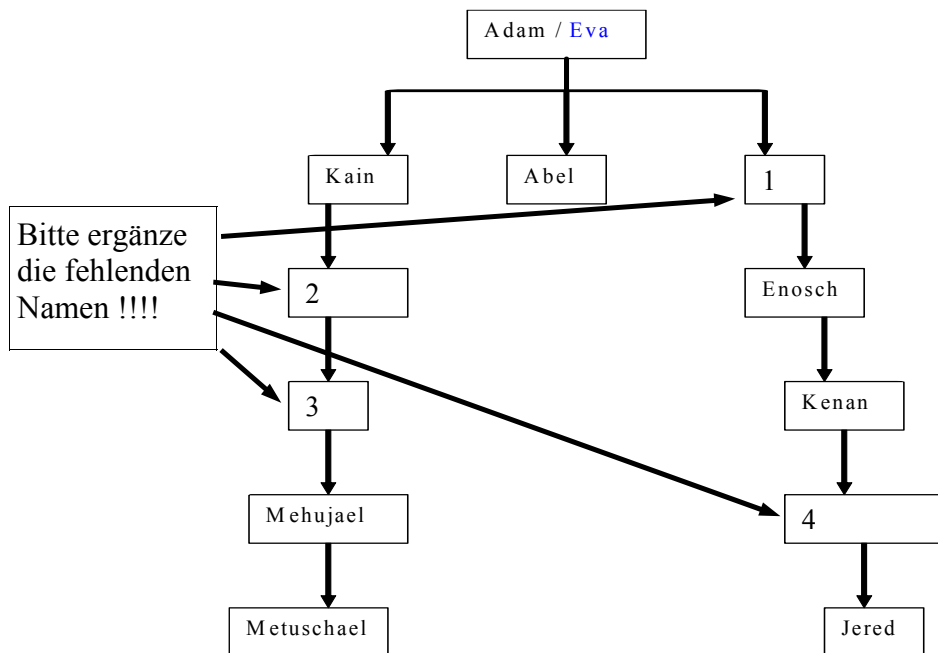 Adam / Eva
Kain
Abel
1
Bitte ergänze
die fehlenden
Namen !!!!
2
Enosch
3
Kenan
Mehujael
4
Metuschael
Jered